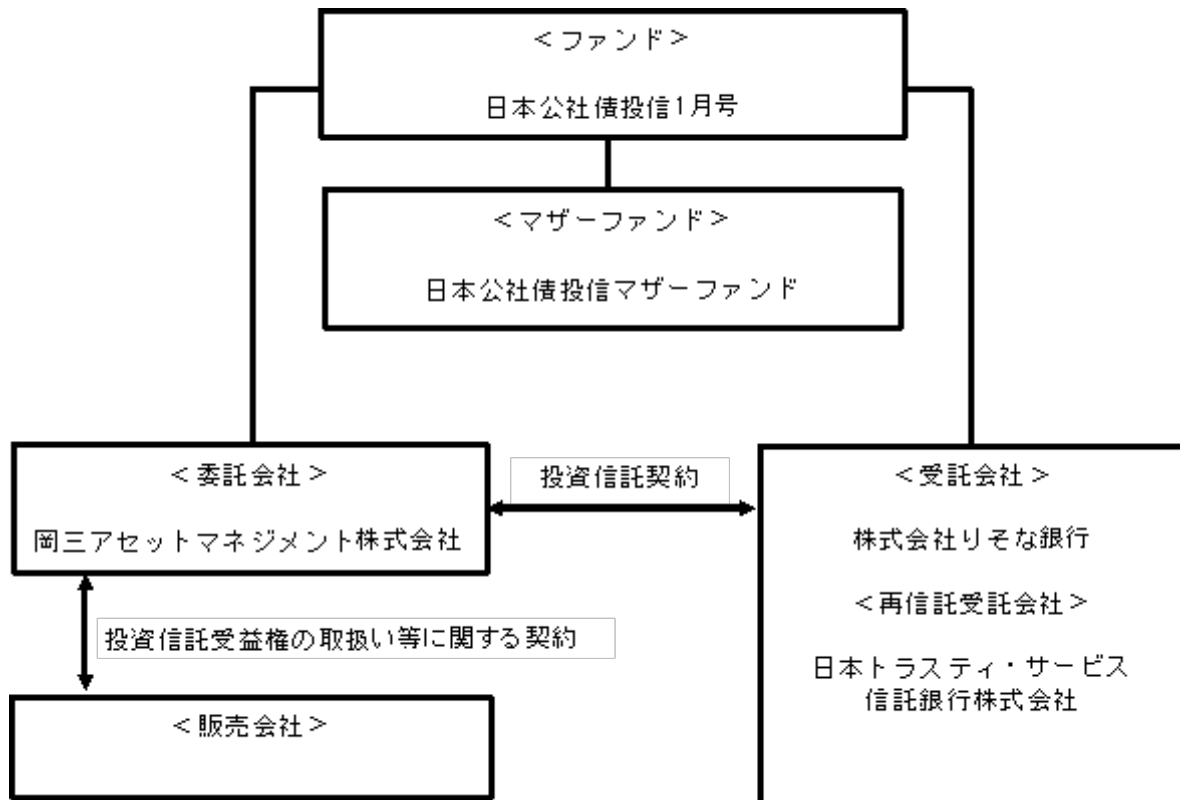 ＜ファンド＞
日本公社債投信1月号
＜マザーファンド＞
日本公社債投信マザーファンド
＜委託会社＞
岡三アセットマネジメント株式会社
投資信託契約
＜受託会社＞
株式会社りそな銀行
＜再信託受託会社＞
日本トラスティ・サービス
信託銀行株式会社
投資信託受益権の取扱い等に関する契約
＜販売会社＞